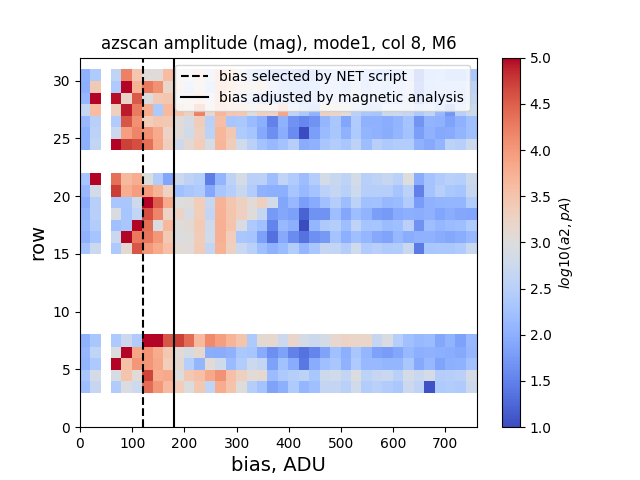 azscan amplitude (mag), mode1, col 8, M6
bias selected by NET script
bias adjusted by magnetic analysis
30
25
20
15
10
5
0
row
0 100 200 300 400 500 600 700
bias, ADU
5.0
4.5
4.0
3.5
3.0
2.5
2.0
1.5
1.0
log10(a2, pA)